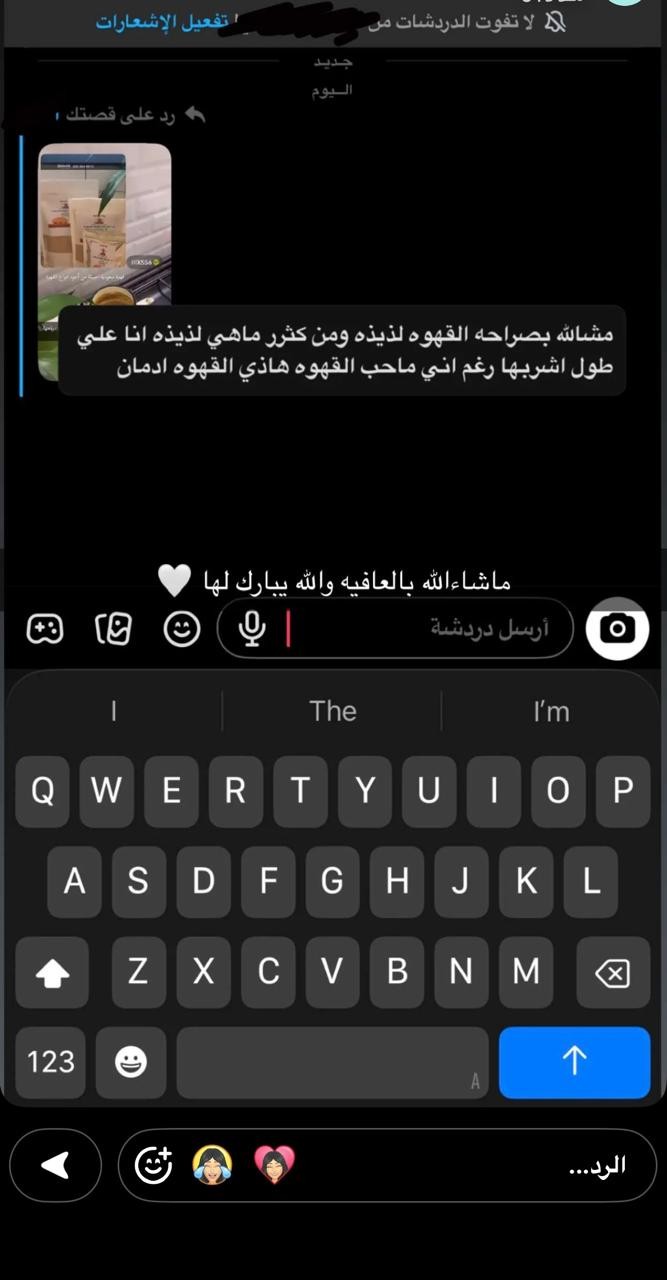 لا تفوت الدردشات من
تفعيل الإشعارات
جديد
اليوم
رد على قصتك
HXS56
مشالله بصراحه القهوه لذيذه ومن كثرر ماهي لذيذه انا علي
طول اشربها رغم اني ماحب القهوه هاذي القهوه ادمان
ماشاءالله بالعافيه والله يبارك لها 🤍
أرسل دردشة
I The I'm
Q W E R T Y U I O P
A S D F G H J K L
Z X C V B N M
123
A
الرد...